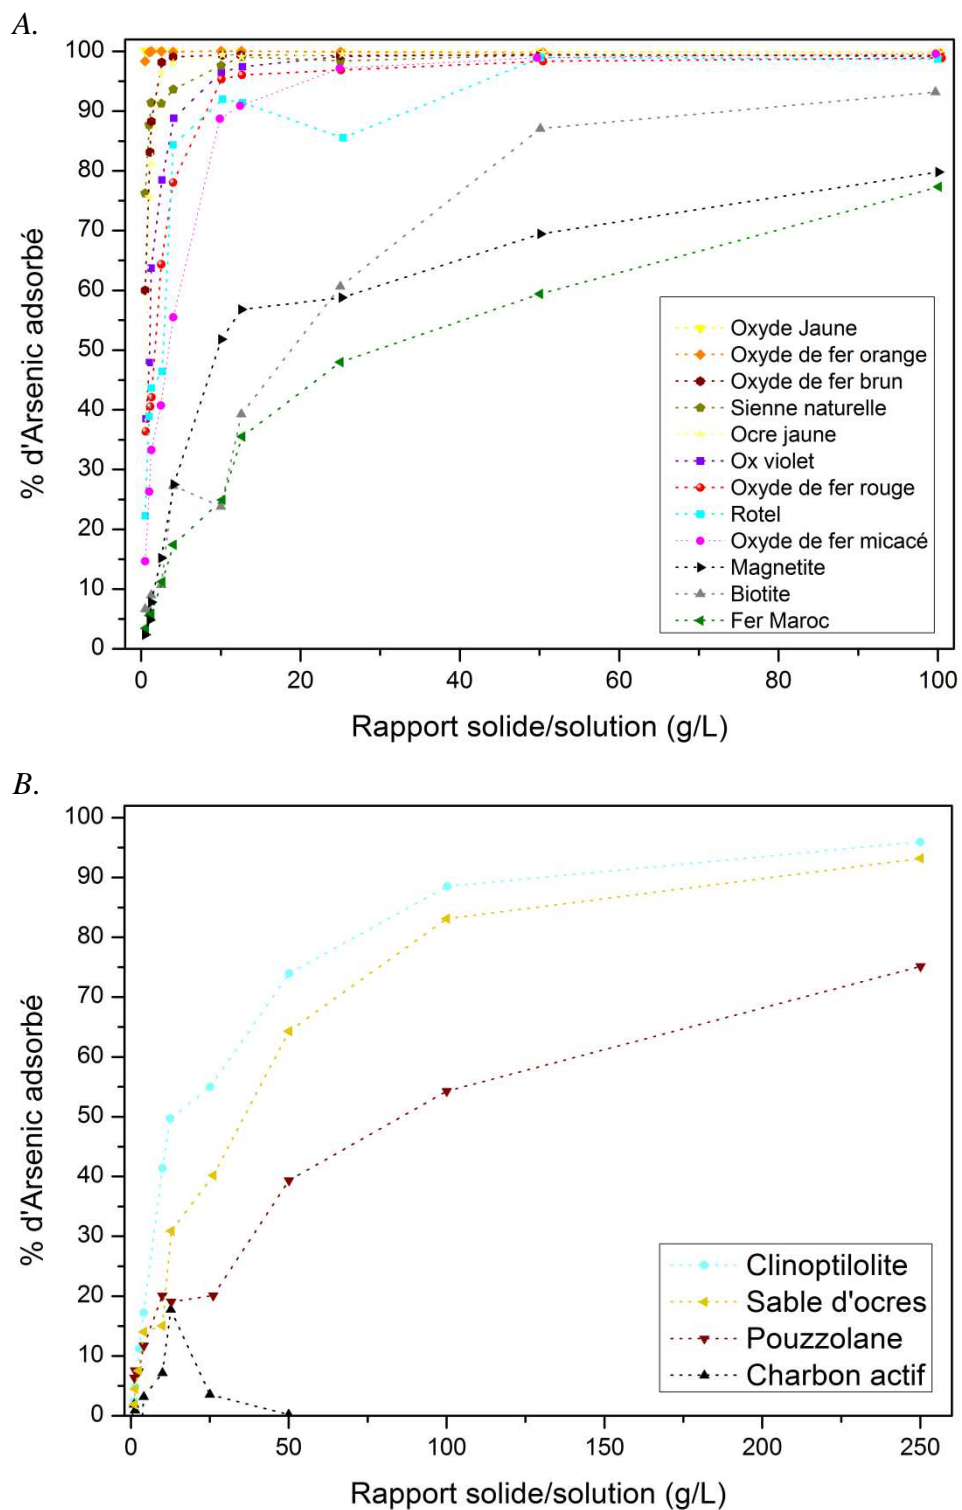 A.
100
90
80
70
60
50
40
30
20
10
0
% d'Arsenic adsorbé
Oxyde Jaune
Oxyde de fer orange
Oxyde de fer brun
Sienne naturelle
Ocre jaune
Ox violet
Oxyde de fer rouge
Rotel
Oxyde de fer micacé
Magnetite
Biotite
Fer Maroc
0 20 40 60 80 100
Rapport solide/solution (g/L)
B.
100
90
80
70
60
50
40
30
20
10
0
% d'Arsenic adsorbé
Clinoptilolite
Sable d'ocres
Pouzzolane
Charbon actif
0 50 100 150 200 250
Rapport solide/solution (g/L)